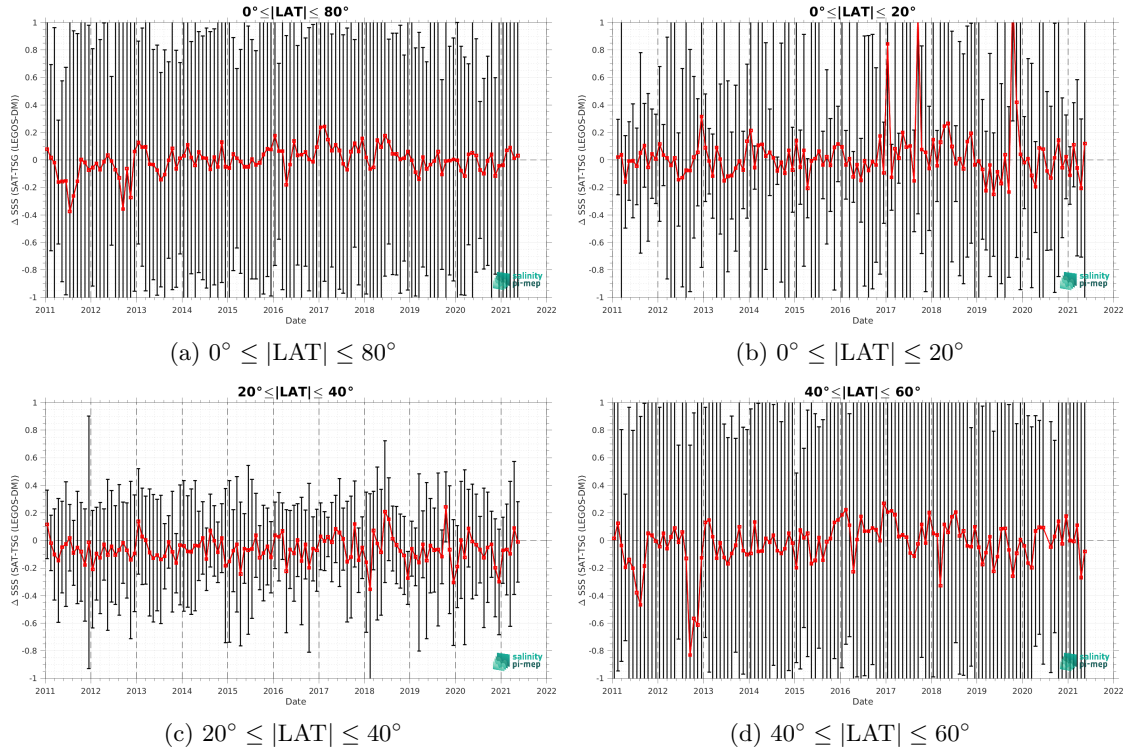 0°≤|LAT|≤ 80°
Δ SSS (SAT-TSG (LEGOS-DM))
1
0.8
0.6
0.4
0.2
0
-0.2
-0.4
-0.6
-0.8
-1
salinity
pi-mep
2011 2012 2013 2014 2015 2016 2017 2018 2019 2020 2021 2022
Date
(a) 0° ≤ |LAT| ≤ 80°
0°≤|LAT|≤ 20°
Δ SSS (SAT-TSG (LEGOS-DM))
1
0.8
0.6
0.4
0.2
0
-0.2
-0.4
-0.6
-0.8
-1
salinity
pi-mep
2011 2012 2013 2014 2015 2016 2017 2018 2019 2020 2021 2022
Date
(b) 0° ≤ |LAT| ≤ 20°
20°≤|LAT|≤ 40°
Δ SSS (SAT-TSG (LEGOS-DM))
1
0.8
0.6
0.4
0.2
0
-0.2
-0.4
-0.6
-0.8
-1
salinity
pi-mep
2011 2012 2013 2014 2015 2016 2017 2018 2019 2020 2021 2022
Date
(c) 20° ≤ |LAT| ≤ 40°
40°≤|LAT|≤ 60°
Δ SSS (SAT-TSG (LEGOS-DM))
1
0.8
0.6
0.4
0.2
0
-0.2
-0.4
-0.6
-0.8
-1
salinity
pi-mep
2011 2012 2013 2014 2015 2016 2017 2018 2019 2020 2021 2022
Date
(d) 40° ≤ |LAT| ≤ 60°